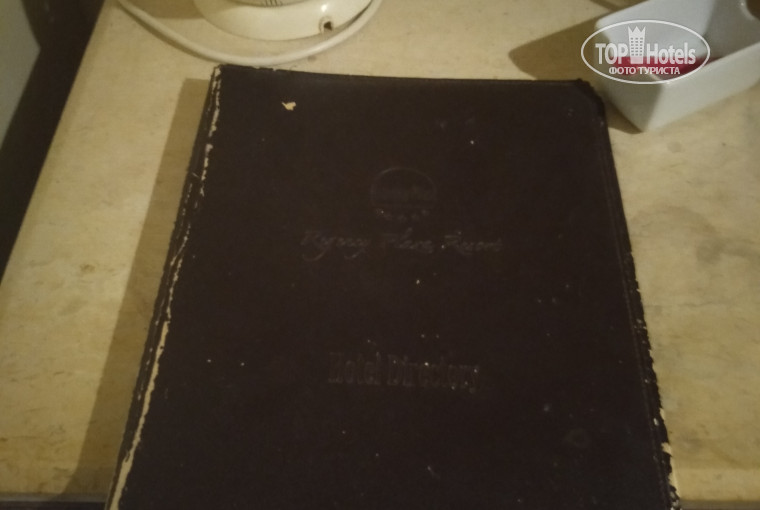 TOP Hotels
ФОТО ТУРИСТА
Regency Plaza Resort
Hotel Directory